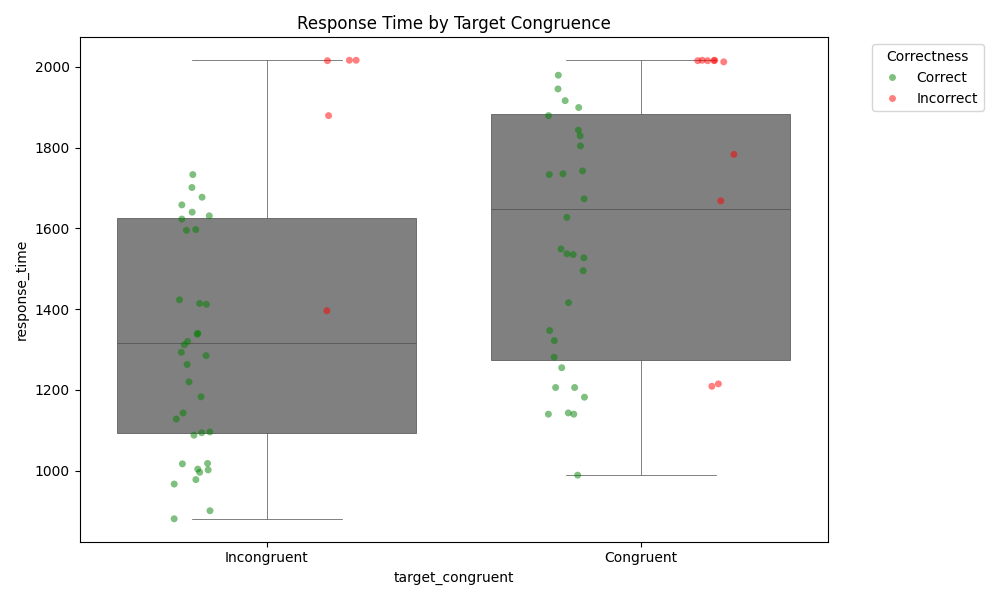 Response Time by Target Congruence
Correctness
Correct
Incorrect
2000
1800
1600
1400
1200
1000
response_time
Incongruent
Congruent
target_congruent